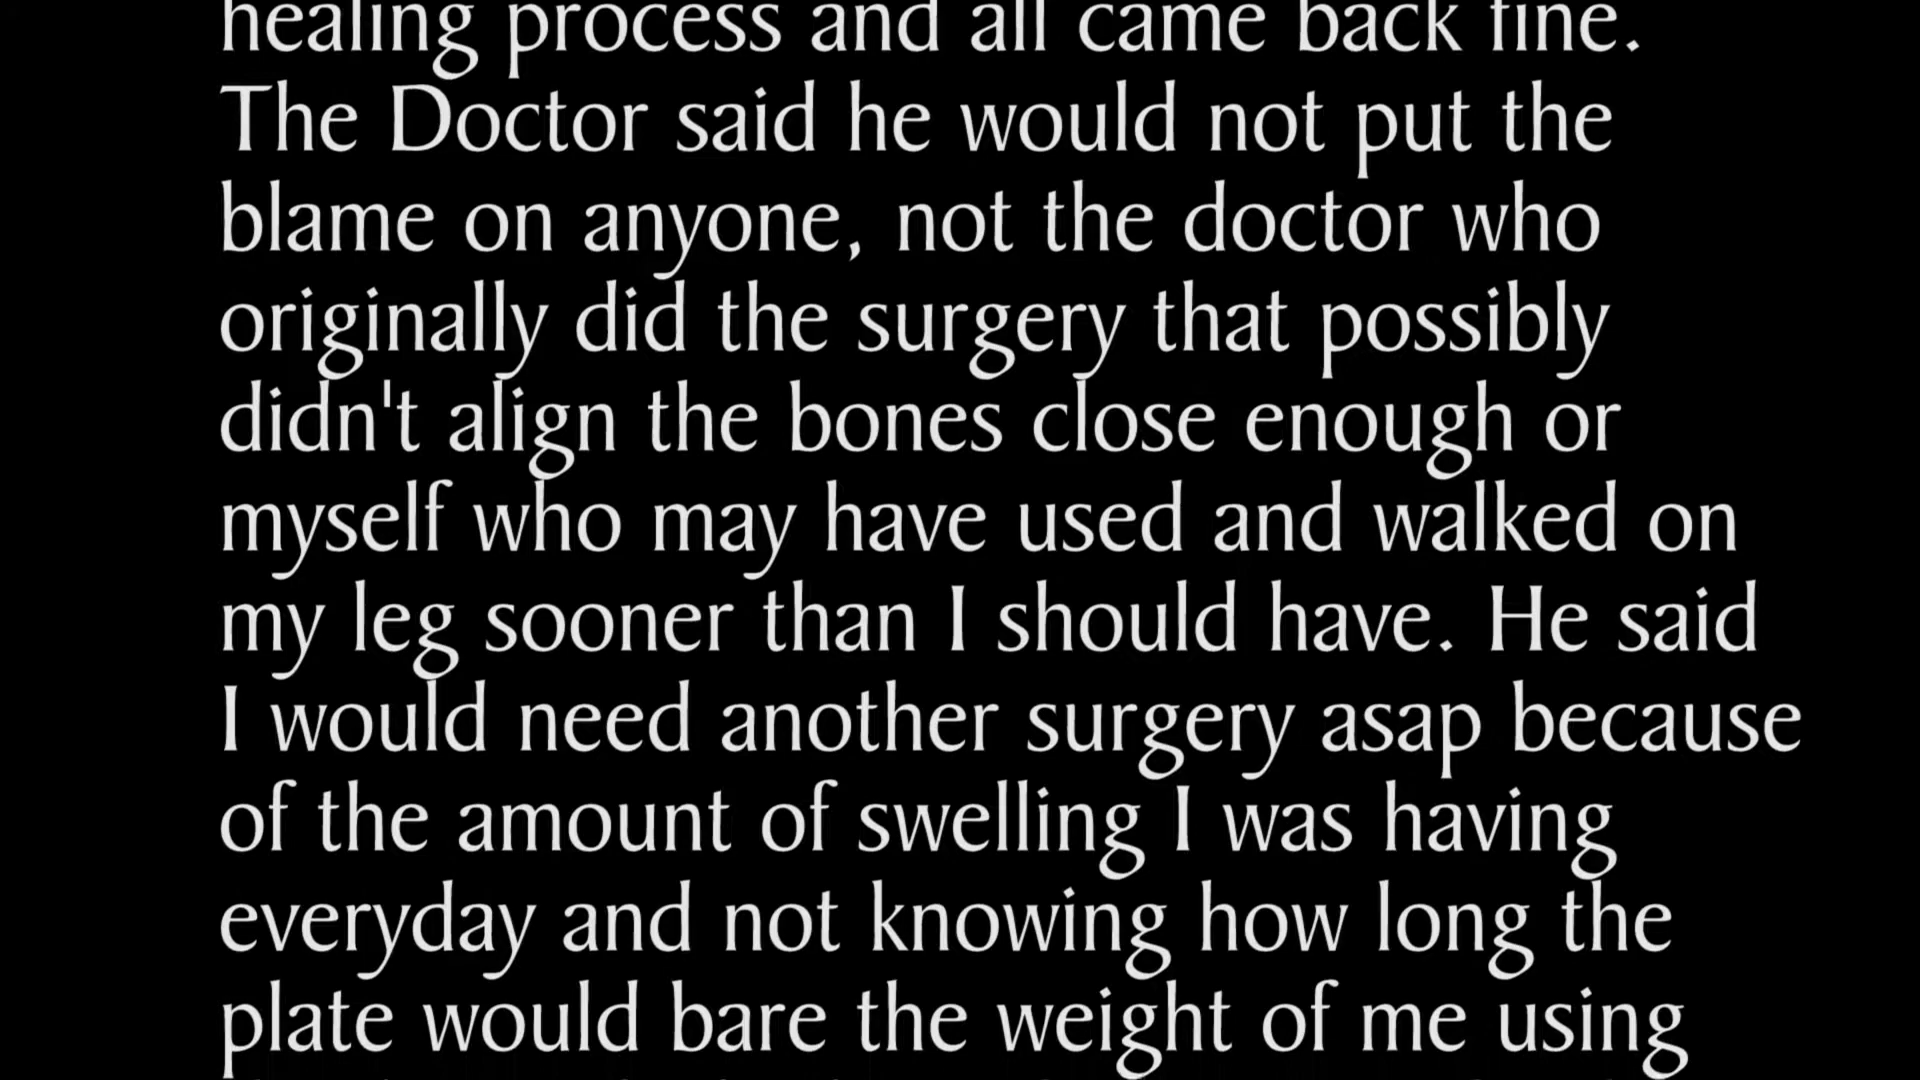 healing process and all came back fine.
The Doctor said he would not put the
blame on anyone, not the doctor who
originally did the surgery that possibly
didn't align the bones close enough or
myself who may have used and walked on
my leg sooner than I should have. He said
I would need another surgery asap because
of the amount of swelling I was having
everyday and not knowing how long the
plate would bare the weight of me using